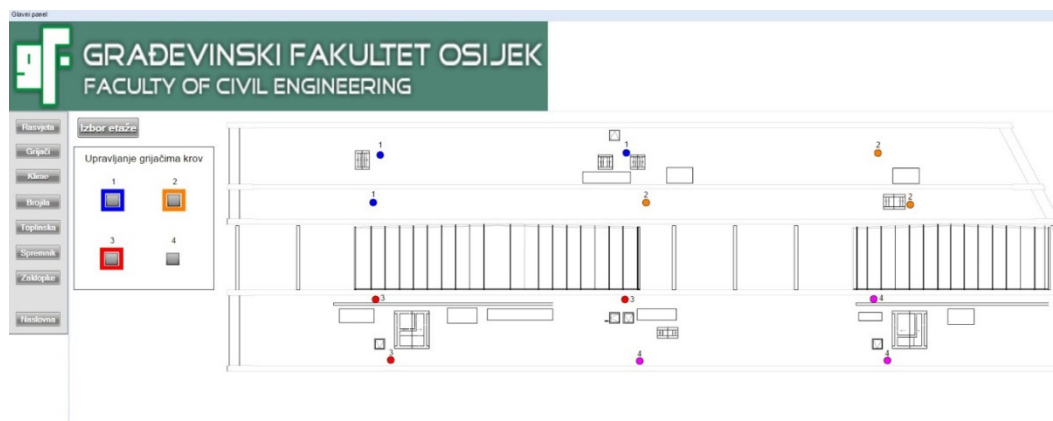 Glavni panel
gf.
GRAĐEVINSKI FAKULTET OSIJEK
FACULTY OF CIVIL ENGINEERING
Rasvjeta
Grijači
Klime
Brojila
Toplinska
Spremnik
Zaklopke
Naslovna
Izbor etaže
Upravljanje grijačima krov
1 2
3 4
1 1 2
1 2 2
3 3 4
3 4 4